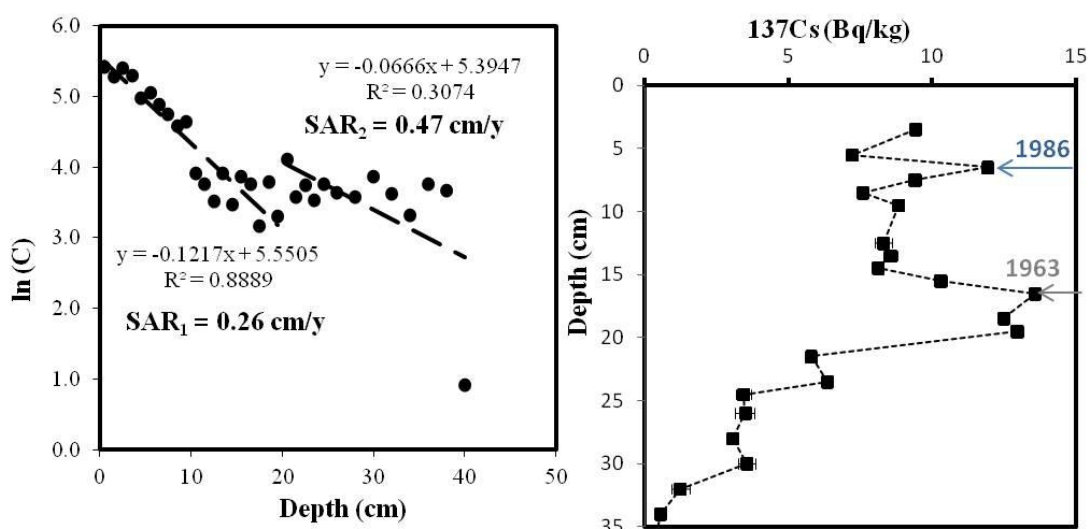 6.0
5.0
4.0
3.0
2.0
1.0
0.0
ln (C)
y = -0.0666x + 5.3947
R² = 0.3074
SAR₂ = 0.47 cm/y
y = -0.1217x + 5.5505
R² = 0.8889
SAR₁ = 0.26 cm/y
0 10 20 30 40 50
Depth (cm)
137Cs (Bq/kg)
0 5 10 15
0
5
10
15
20
25
30
35
Depth (cm)
1986
1963